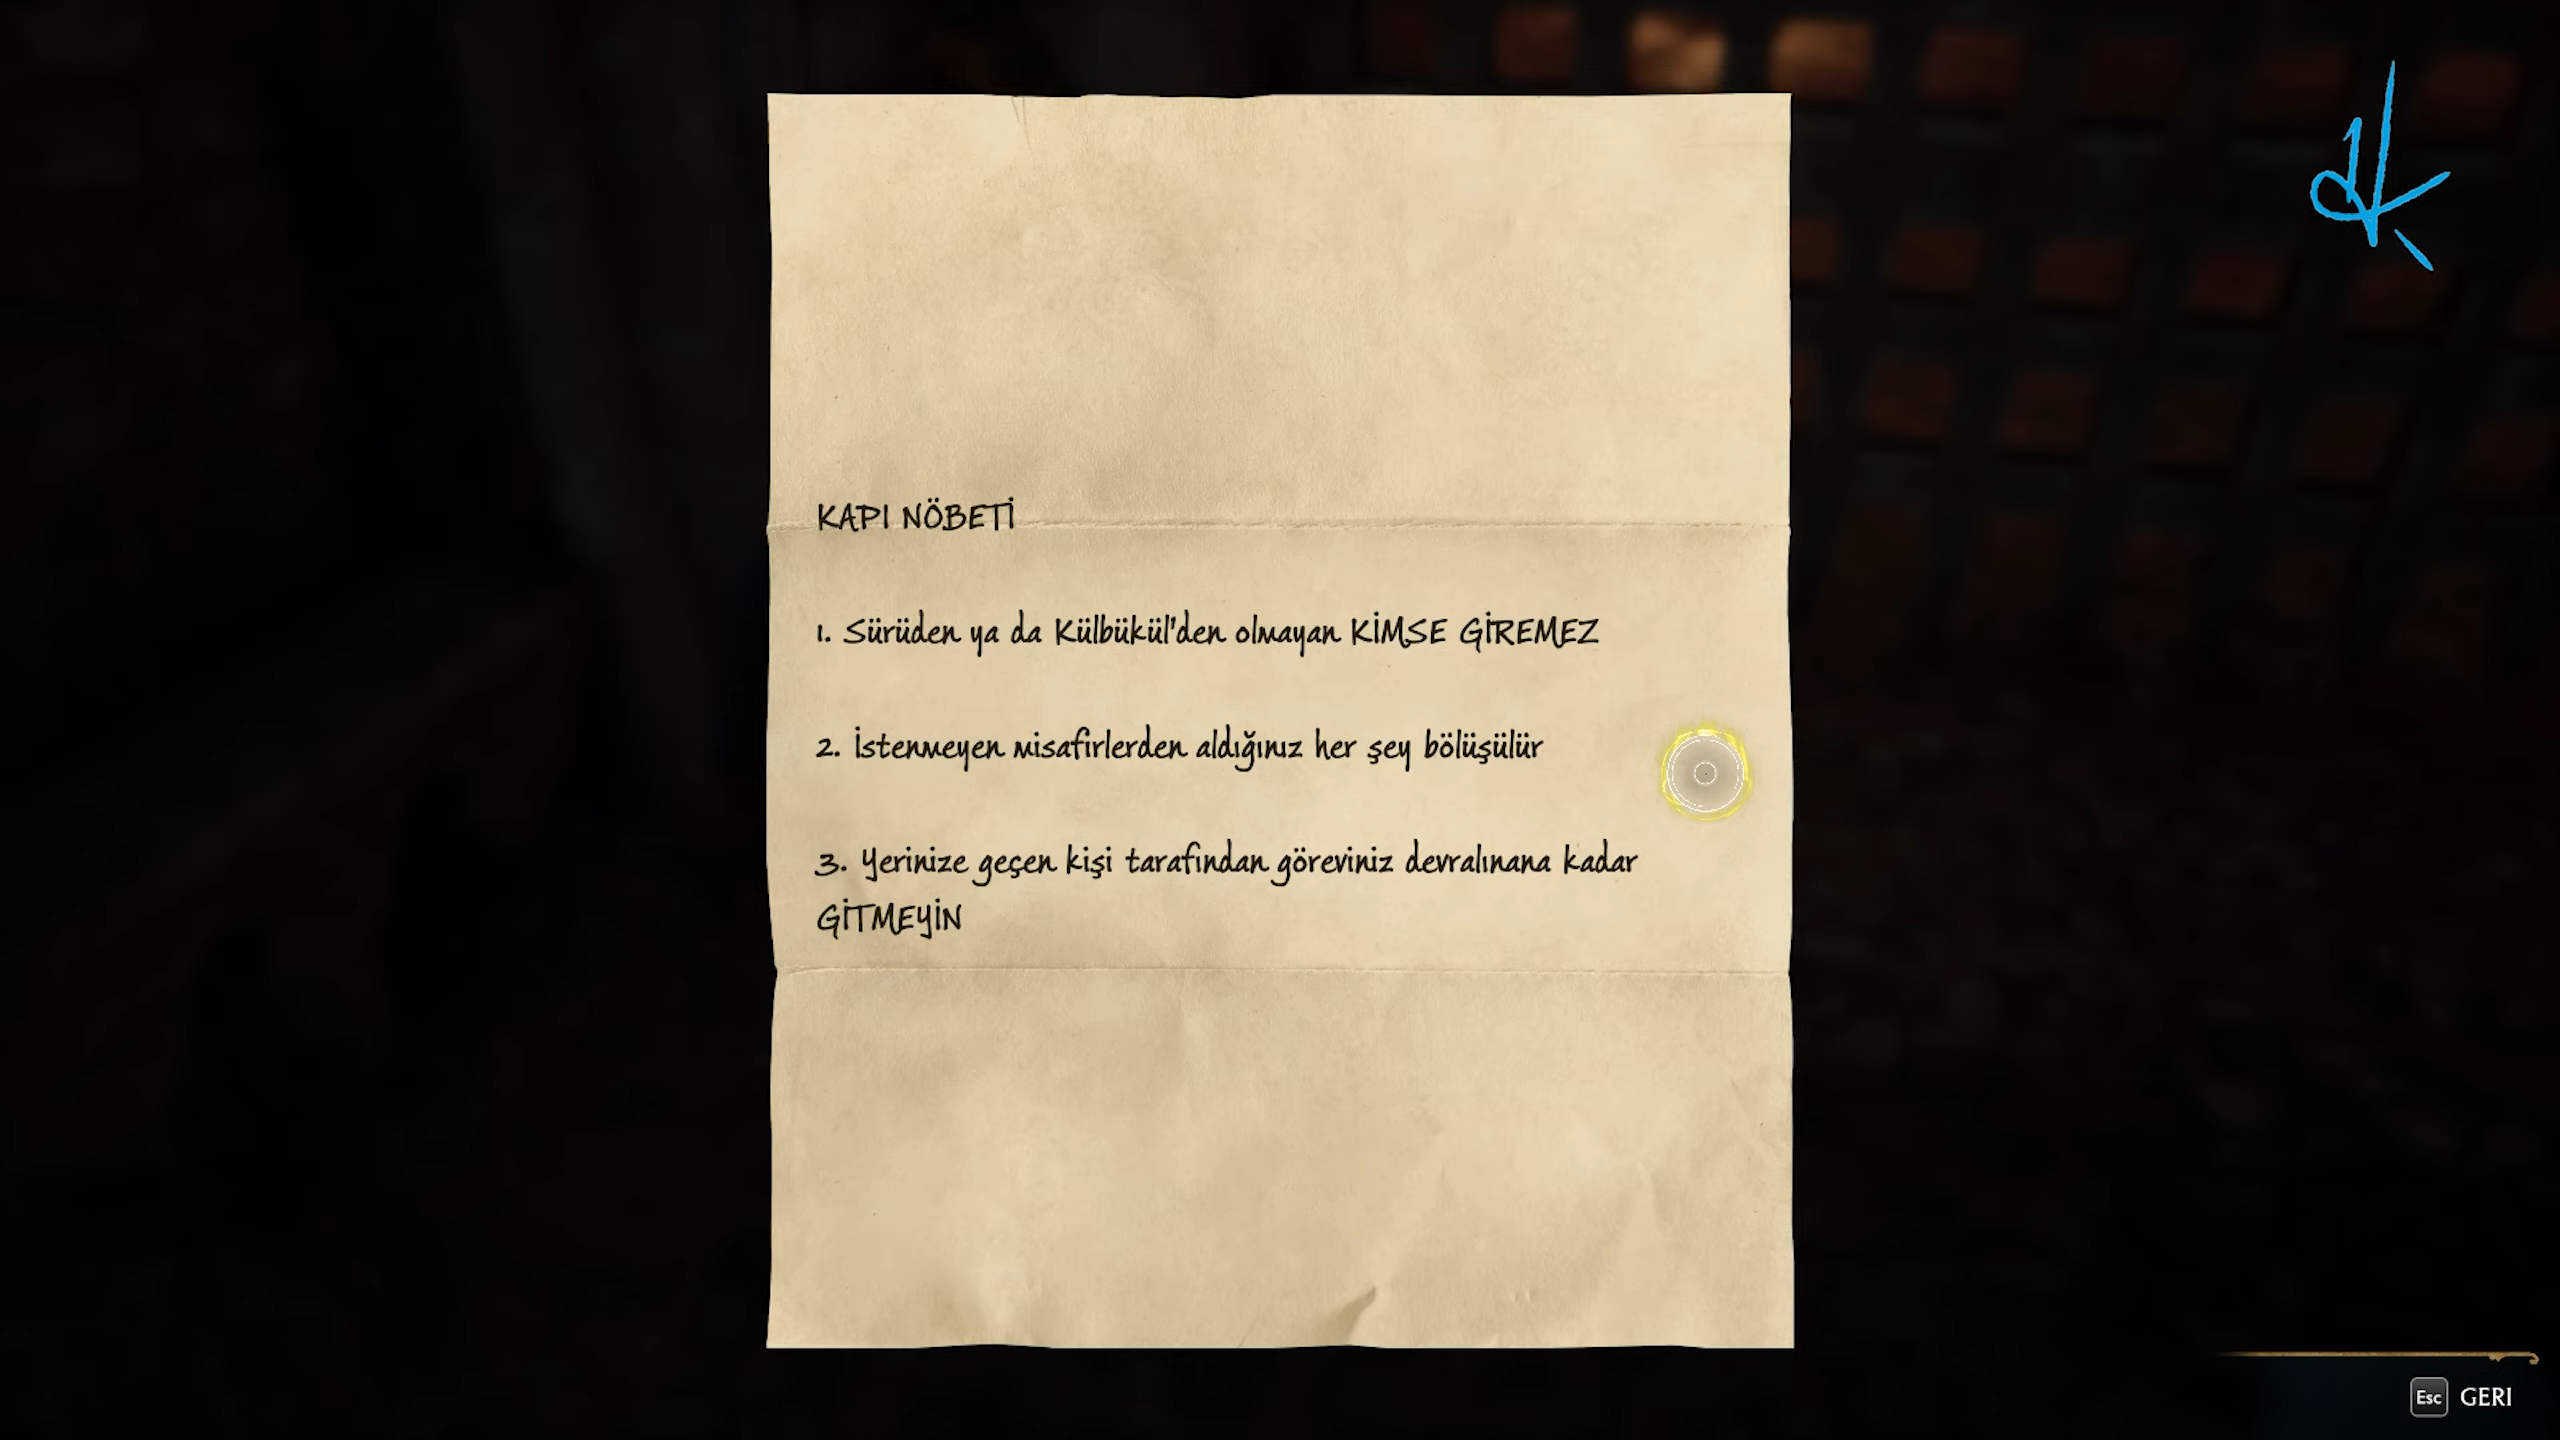 KAPI NÖBETİ
1. Sürüden ya da Külbükül'den olmayan KİMSE GİREMEZ
2. İstenmeyen misafirlerden aldığınız her şey bölüşülür
3. Yerinize geçen kişi tarafından göreviniz devralınana kadar
GİTMEYİN
Esc GERİ